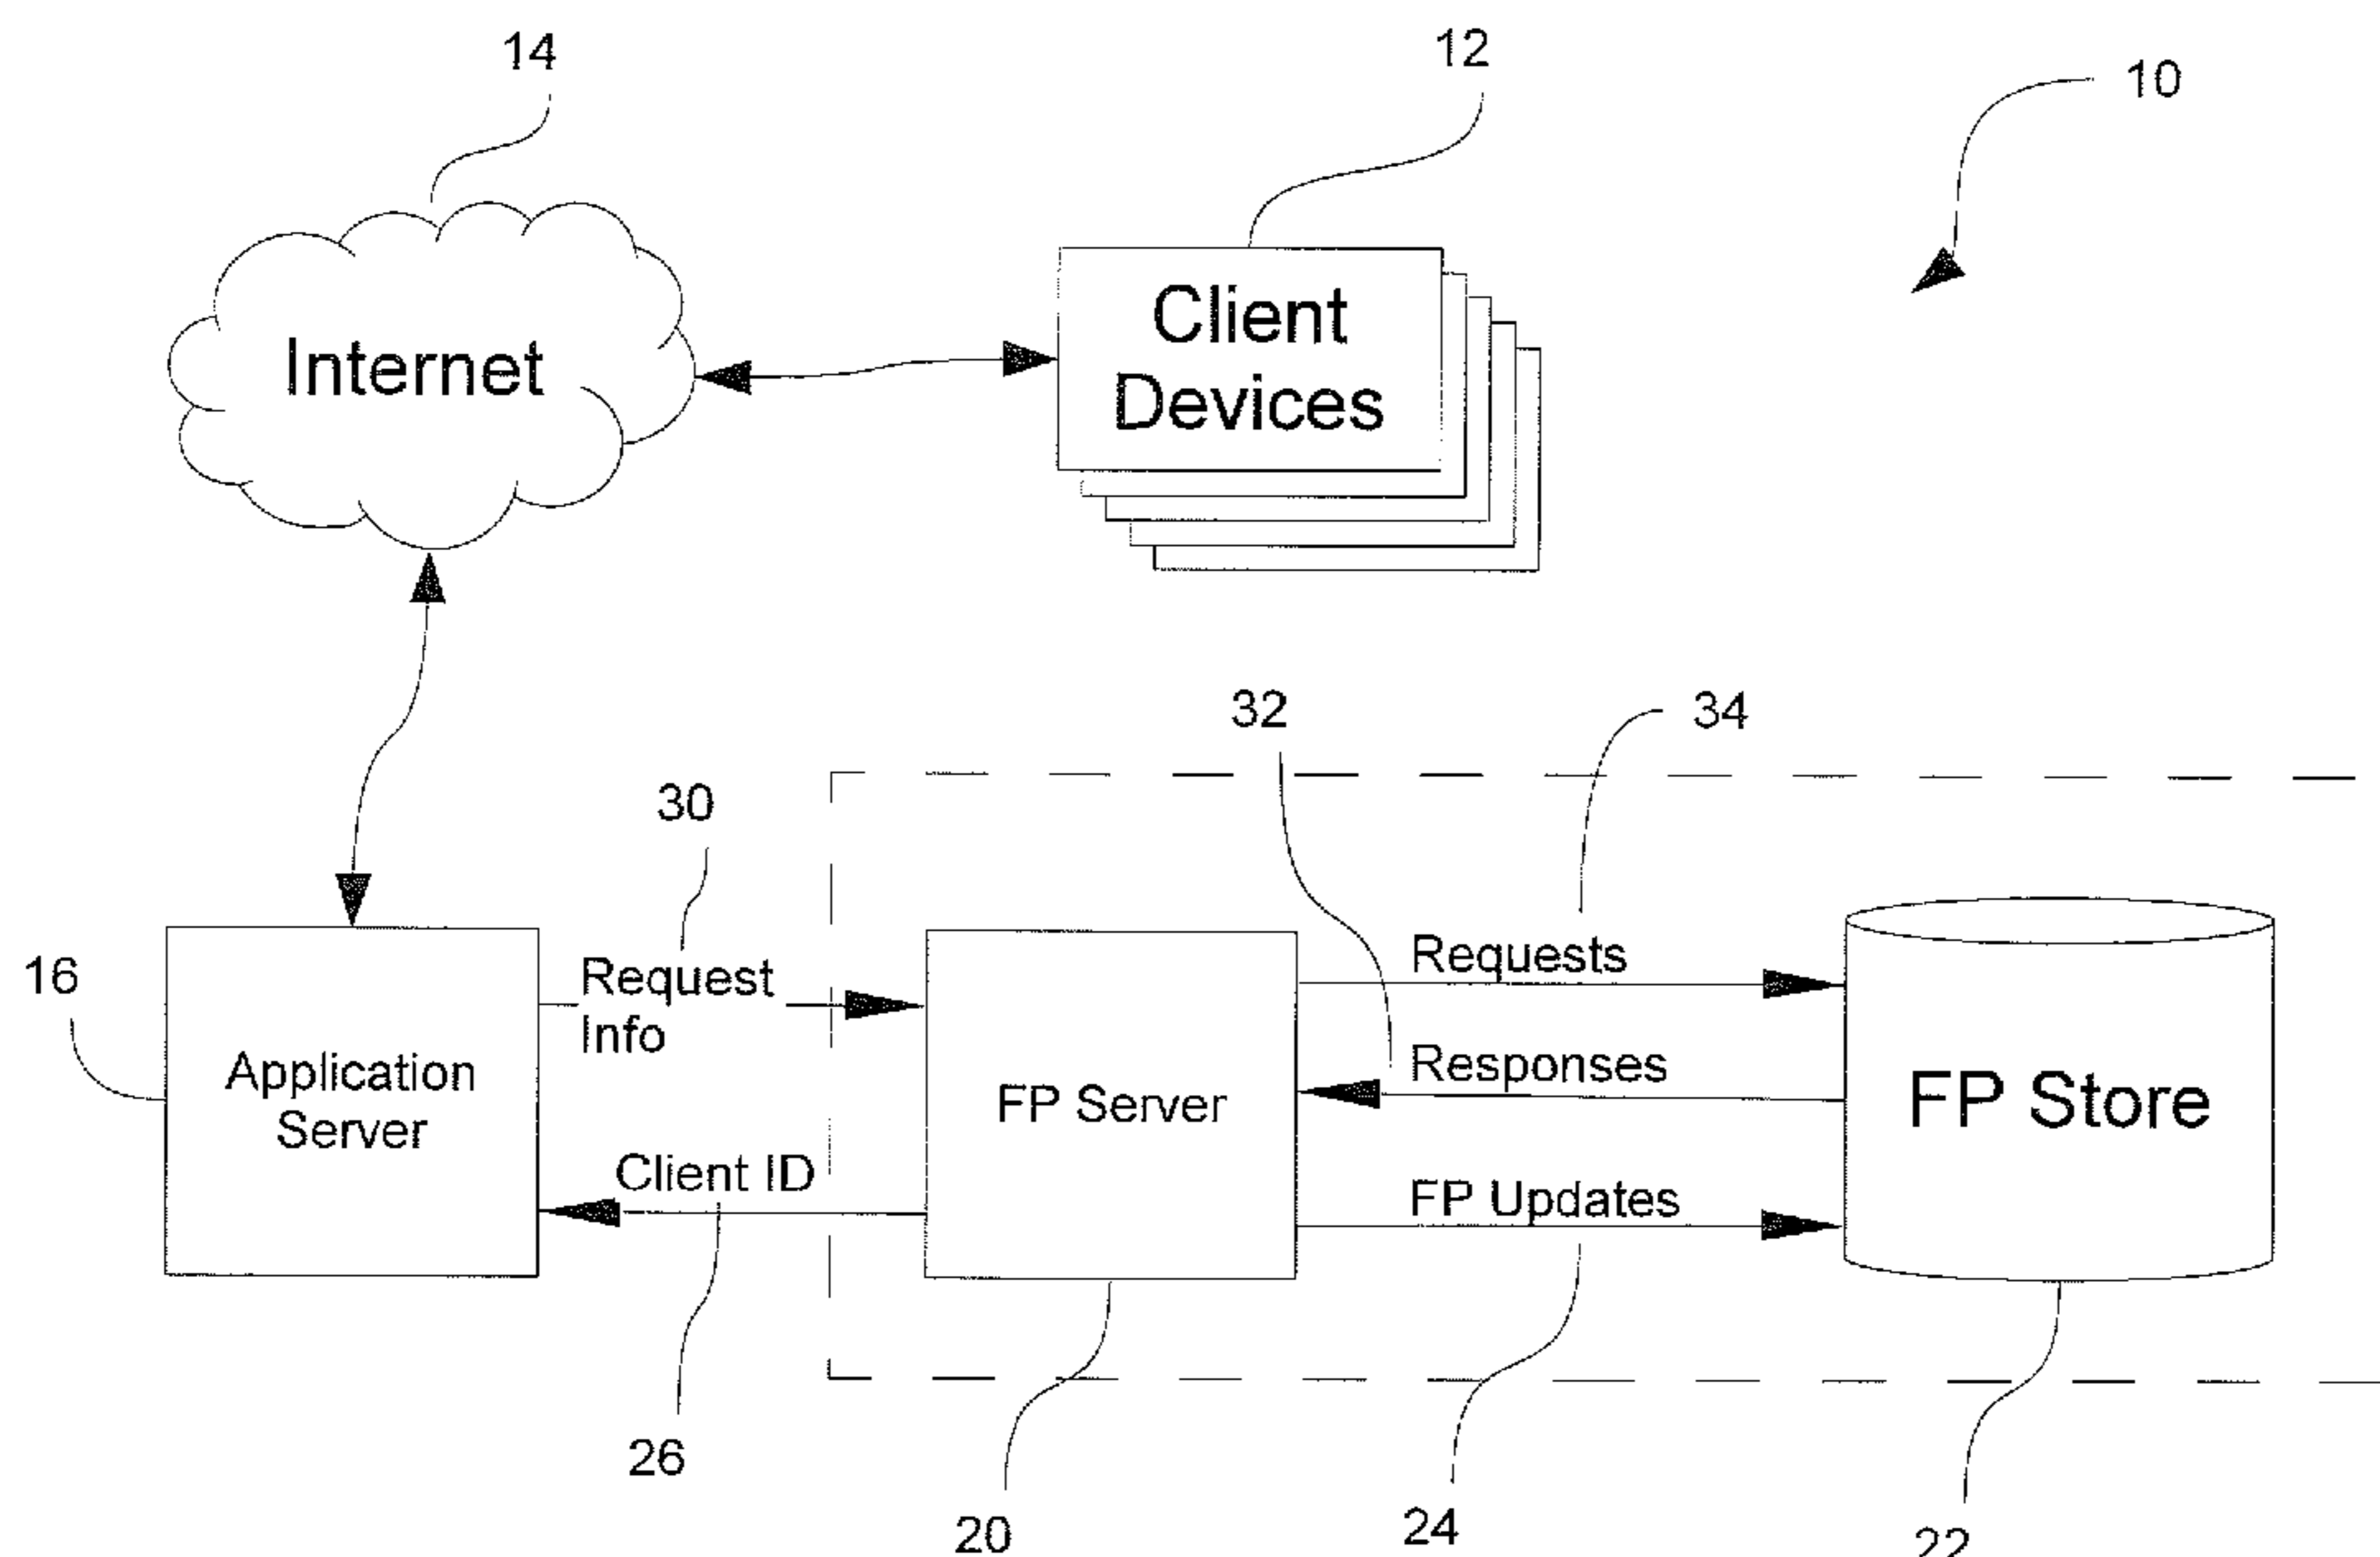 14
12
10
Internet
Client
Devices
32
34
30
16
Request
Info
Requests
Application
Server
FP Server
Responses
FP Store
Client ID
FP Updates
26
20
24
22